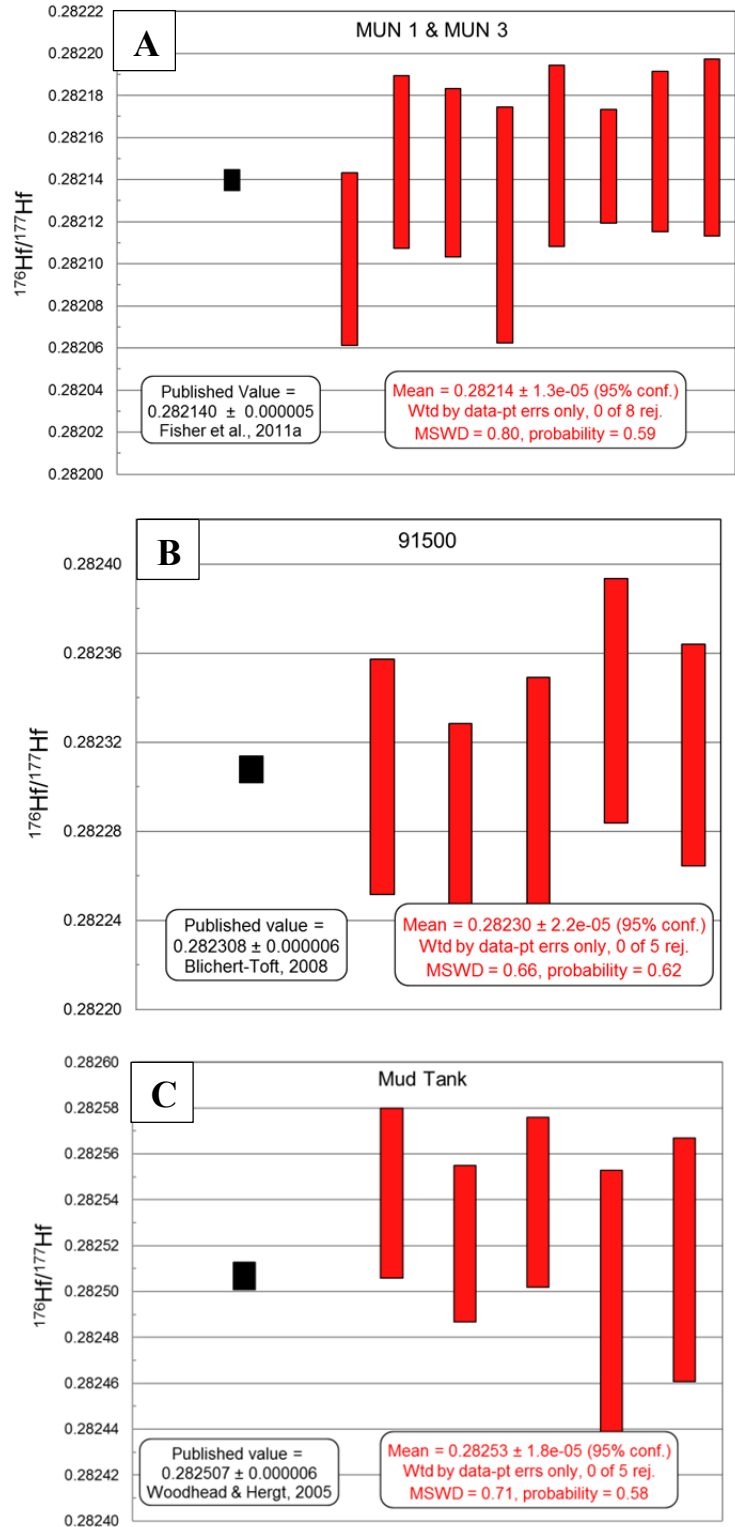 A
MUN 1 & MUN 3
0.28222
0.28220
0.28218
0.28216
0.28214
0.28212
0.28210
0.28208
0.28206
0.28204
0.28202
0.28200
¹⁷⁶Hf/¹⁷⁷Hf
Published Value =
0.282140 ± 0.000005
Fisher et al., 2011a
Mean = 0.28214 ± 1.3e-05 (95% conf.)
Wtd by data-pt errs only, 0 of 8 rej.
MSWD = 0.80, probability = 0.59
B
91500
0.28240
0.28236
0.28232
0.28228
0.28224
0.28220
¹⁷⁶Hf/¹⁷⁷Hf
Published value =
0.282308 ± 0.000006
Blichert-Toft, 2008
Mean = 0.28230 ± 2.2e-05 (95% conf.)
Wtd by data-pt errs only, 0 of 5 rej.
MSWD = 0.66, probability = 0.62
C
Mud Tank
0.28260
0.28258
0.28256
0.28254
0.28252
0.28250
0.28248
0.28246
0.28244
0.28242
0.28240
¹⁷⁶Hf/¹⁷⁷Hf
Published value =
0.282507 ± 0.000006
Woodhead & Hergt, 2005
Mean = 0.28253 ± 1.8e-05 (95% conf.)
Wtd by data-pt errs only, 0 of 5 rej.
MSWD = 0.71, probability = 0.58